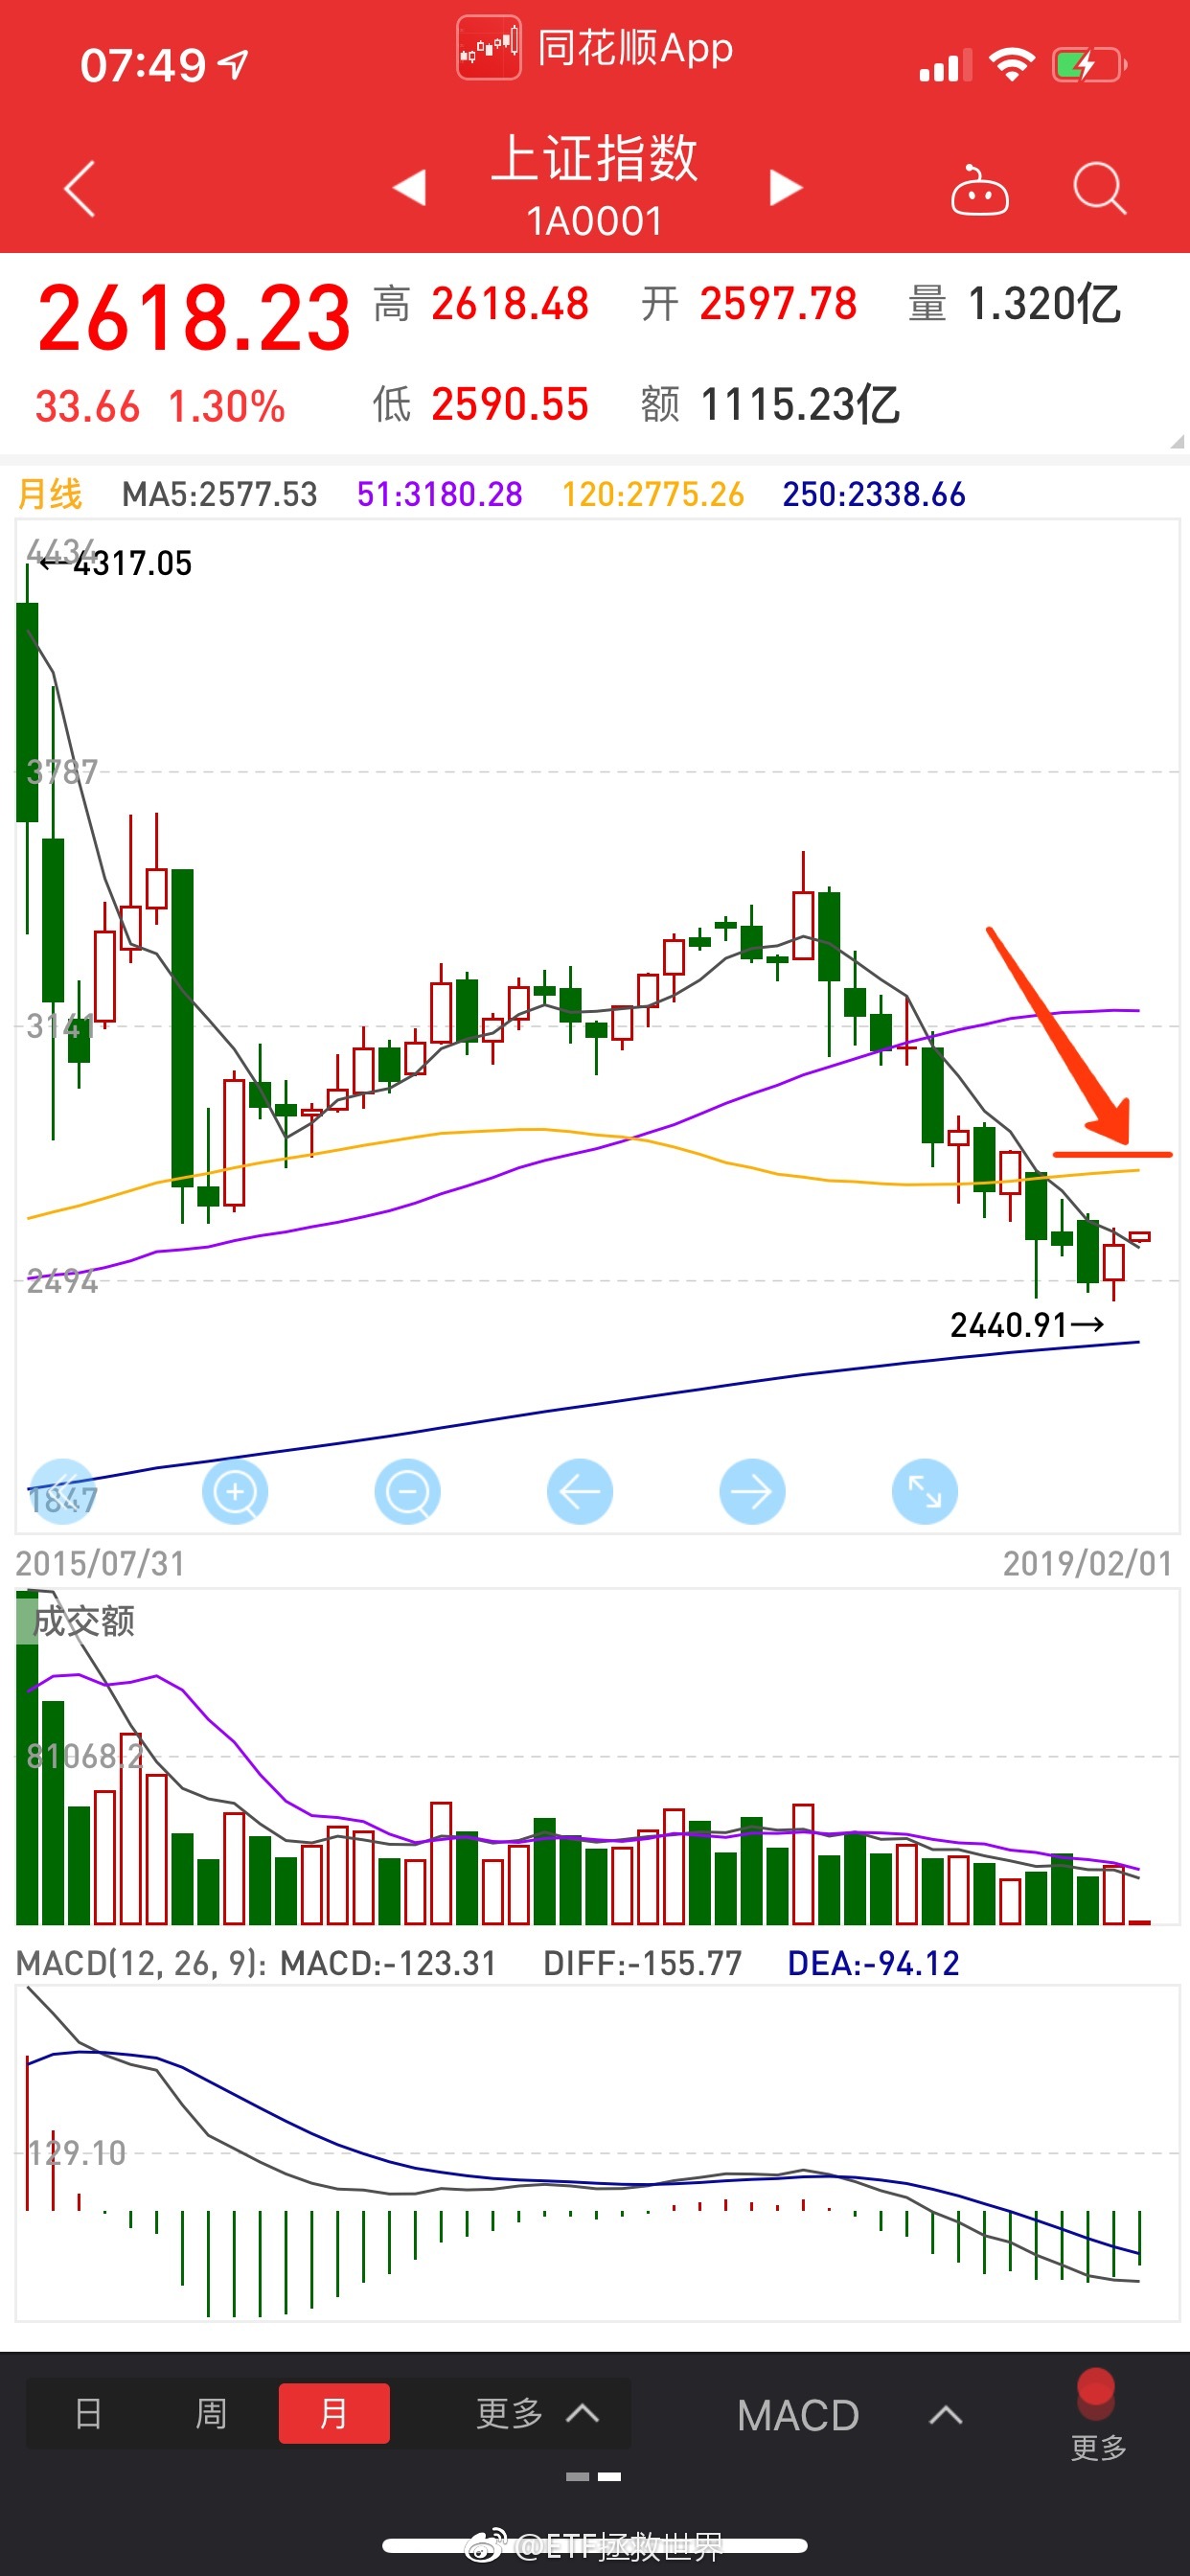 07:49 同花顺App
上证指数
1A0001
2618.23 高 2618.48 开 2597.78 量 1.320亿
33.66 1.30% 低 2590.55 额 1115.23亿
月线 MA5:2577.53 51:3180.28 120:2775.26 250:2338.66
4434
←4317.05
3787
3141
2494
2440.91→
1847
2015/07/31 2019/02/01
成交额
81068.2
MACD(12, 26, 9): MACD:-123.31 DIFF:-155.77 DEA:-94.12
129.10
日 周 月 更多 MACD 更多
@ETF拯救世界